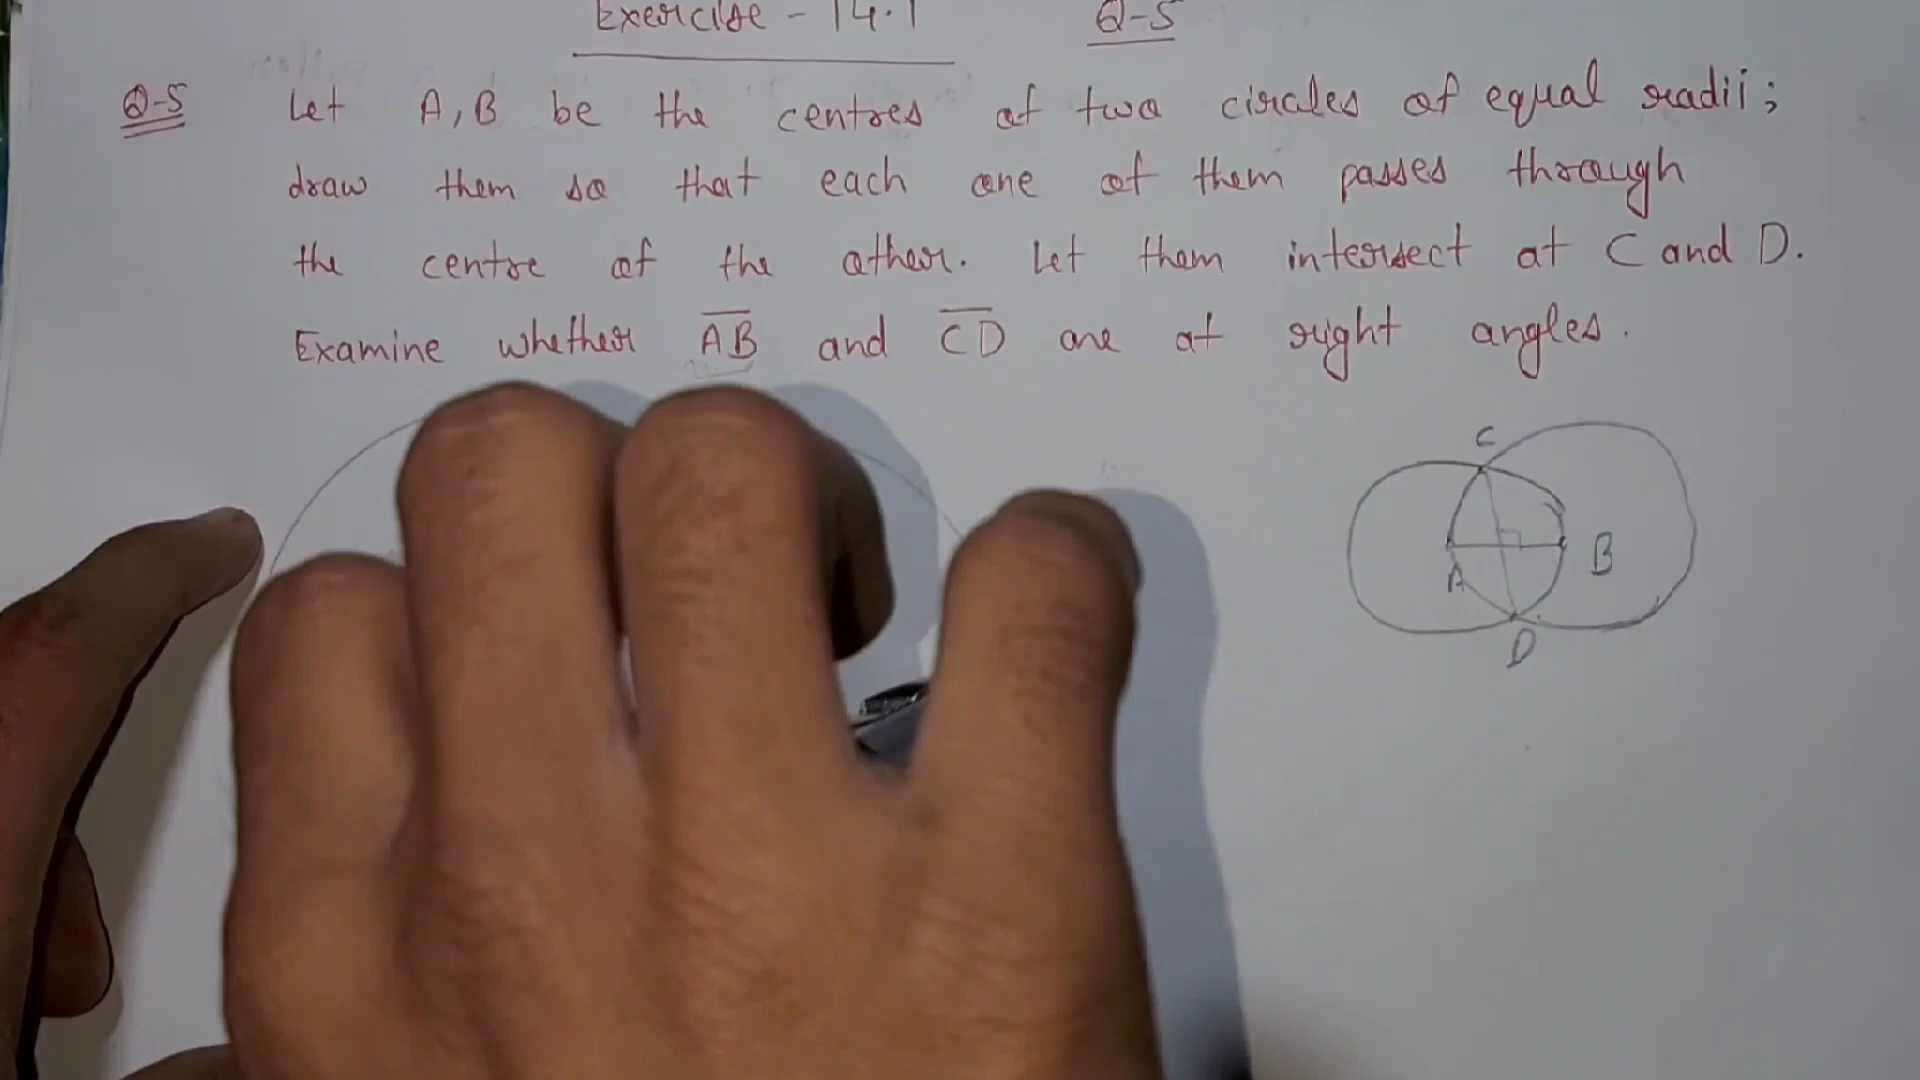 Exercise - 14.1 Q-5
Q-5 Let A, B be the centres of two circles of equal radii;
draw them so that each one of them passes through
the centre of the other. Let them intersect at C and D.
Examine whether A̅B̅ and C̅D̅ are at right angles.
C
A
B
D